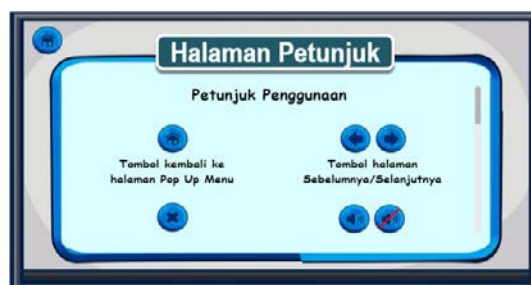 Halaman Petunjuk
Petunjuk Penggunaan
Tombol kembali ke
halaman Pop Up Menu
Tombol halaman
Sebelumnya/Selanjutnya